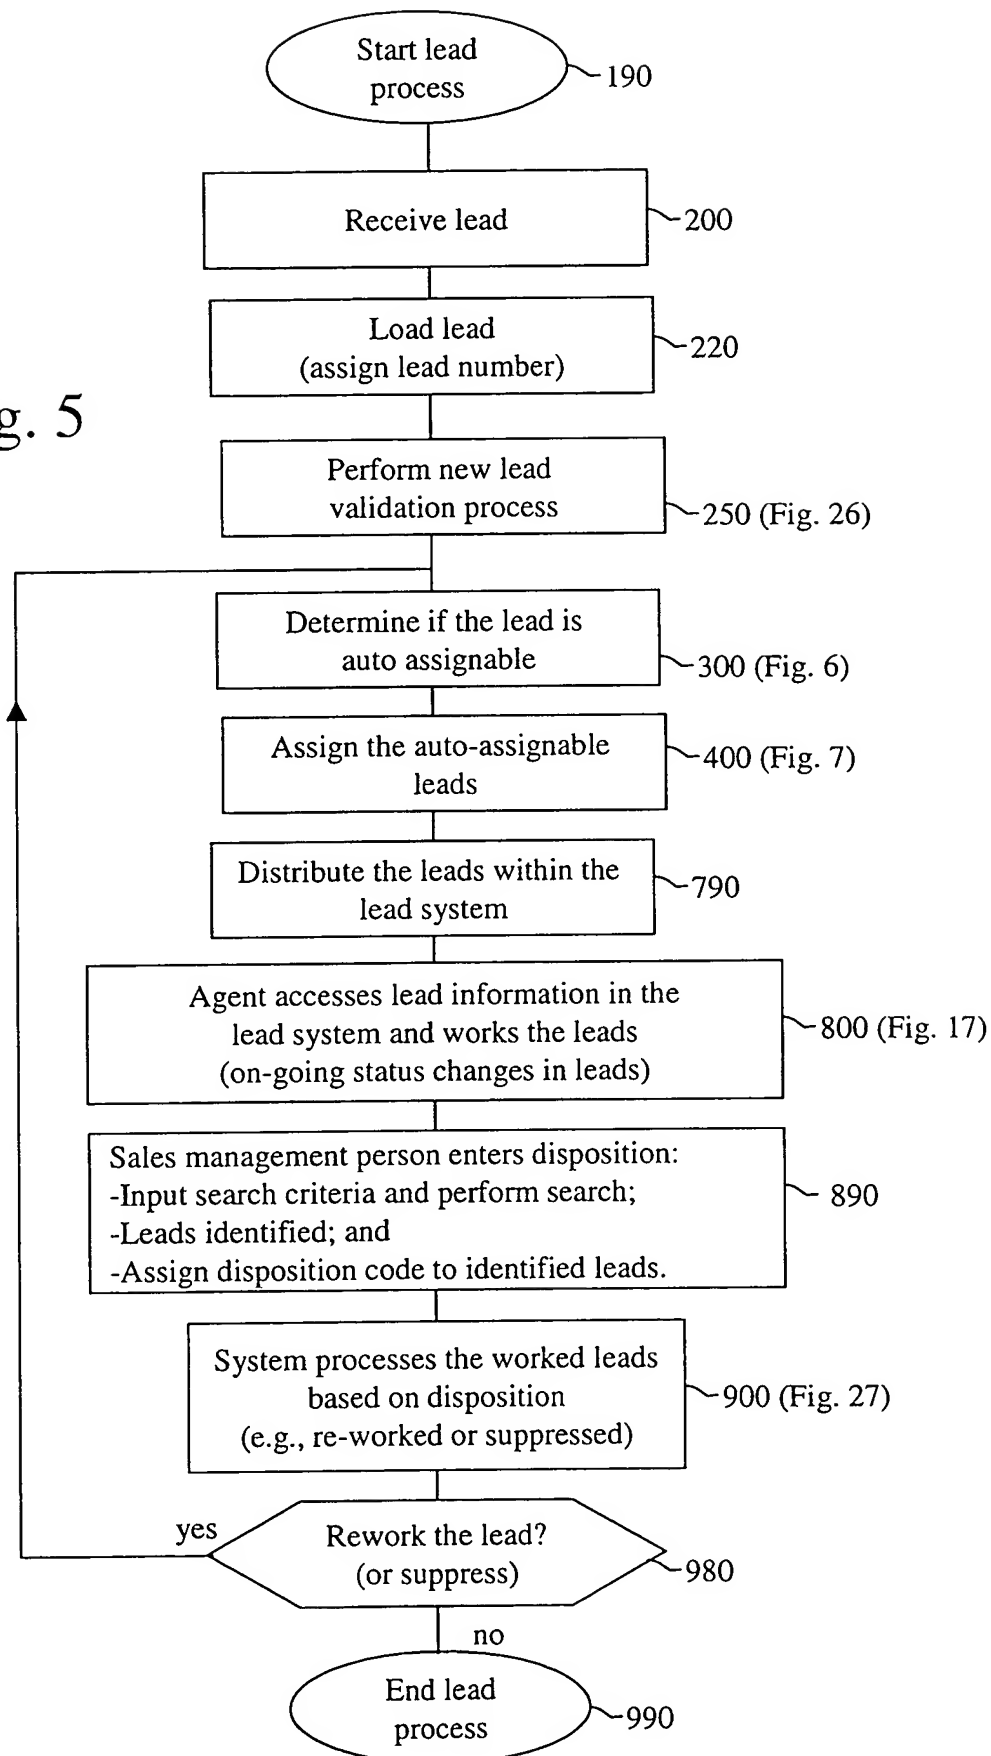 Start lead
process
190
Receive lead
200
Load lead
(assign lead number)
220
g. 5
Perform new lead
validation process
250 (Fig. 26)
Determine if the lead is
auto assignable
300 (Fig. 6)
Assign the auto-assignable
leads
400 (Fig. 7)
Distribute the leads within the
lead system
790
Agent accesses lead information in the
lead system and works the leads
(on-going status changes in leads)
800 (Fig. 17)
Sales management person enters disposition:
-Input search criteria and perform search;
-Leads identified; and
-Assign disposition code to identified leads.
890
System processes the worked leads
based on disposition
(e.g., re-worked or suppressed)
900 (Fig. 27)
yes
Rework the lead?
(or suppress)
980
no
End lead
process
990